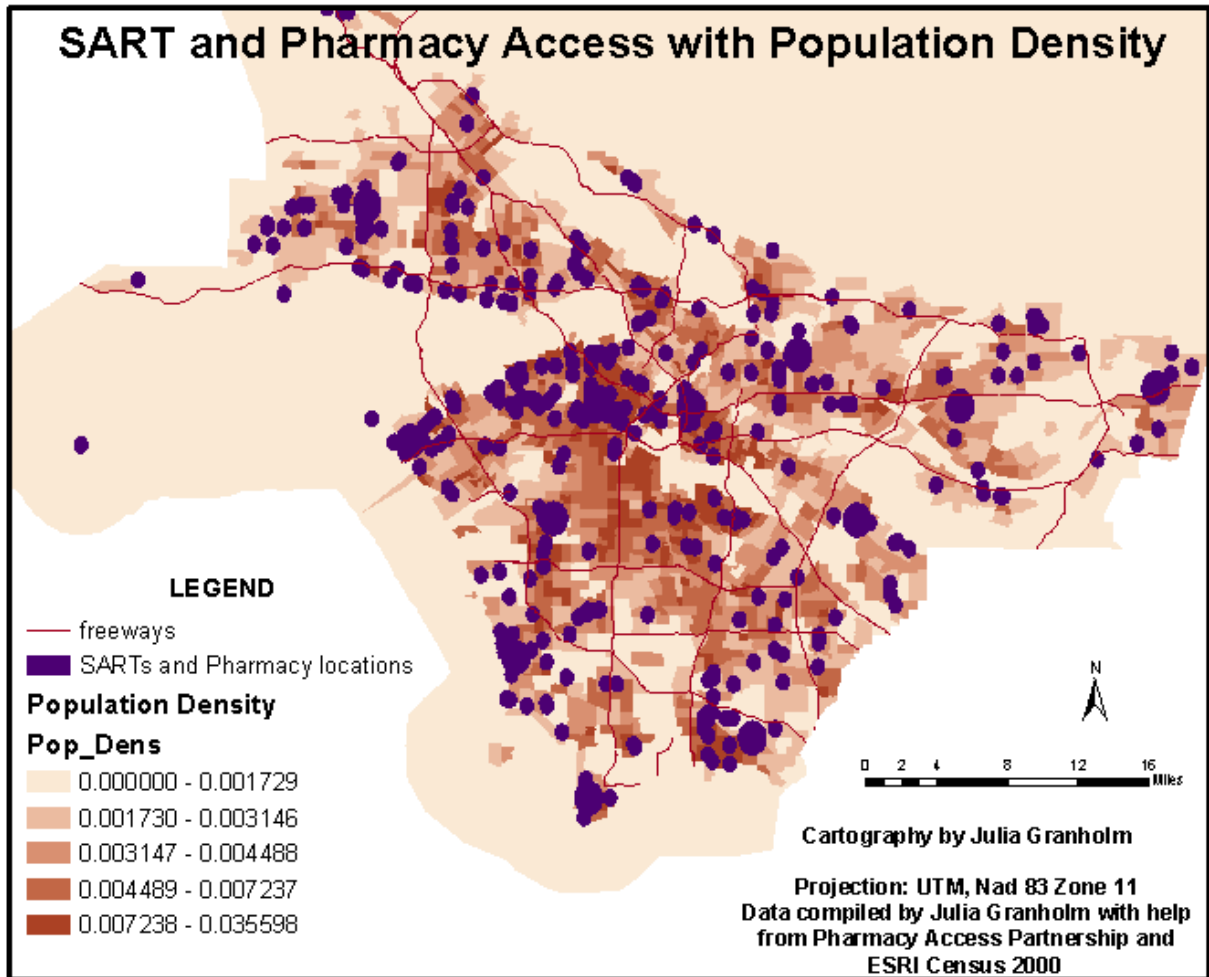 SART and Pharmacy Access with Population Density
LEGEND
freeways
SARTs and Pharmacy locations
Population Density
Pop_Dens
0.000000 - 0.001729
0.001730 - 0.003146
0.003147 - 0.004488
0.004489 - 0.007237
0.007238 - 0.035598
N
0 2 4 8 12 16
Miles
Cartography by Julia Granholm
Projection: UTM, Nad 83 Zone 11
Data compiled by Julia Granholm with help
from Pharmacy Access Partnership and
ESRI Census 2000